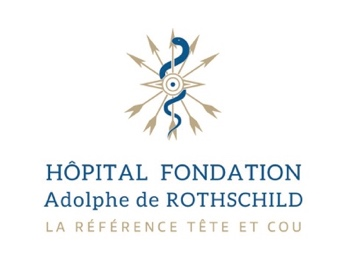 HÔPITAL FONDATION
Adolphe de ROTHSCHILD
LA RÉFÉRENCE TÊTE ET COU